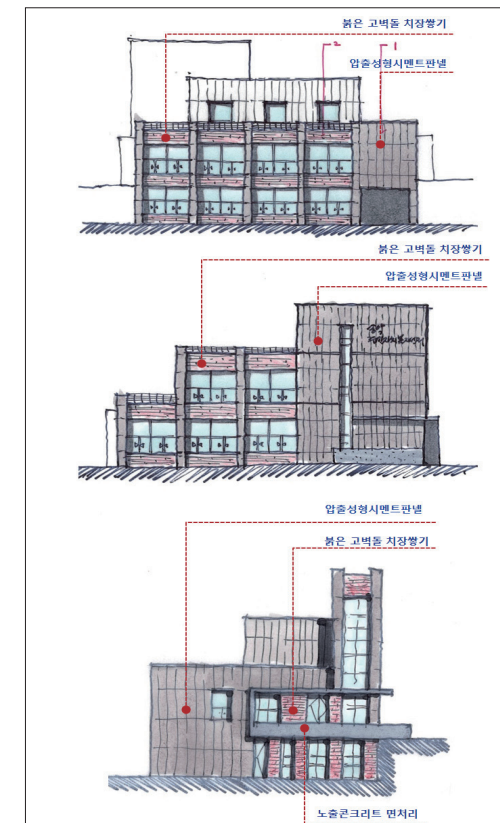 붉은 고벽돌 치장쌓기
2
1
압출성형시멘트판넬
붉은 고벽돌 치장쌓기
압출성형시멘트판넬
압출성형시멘트판넬
붉은 고벽돌 치장쌓기
노출콘크리트 면처리